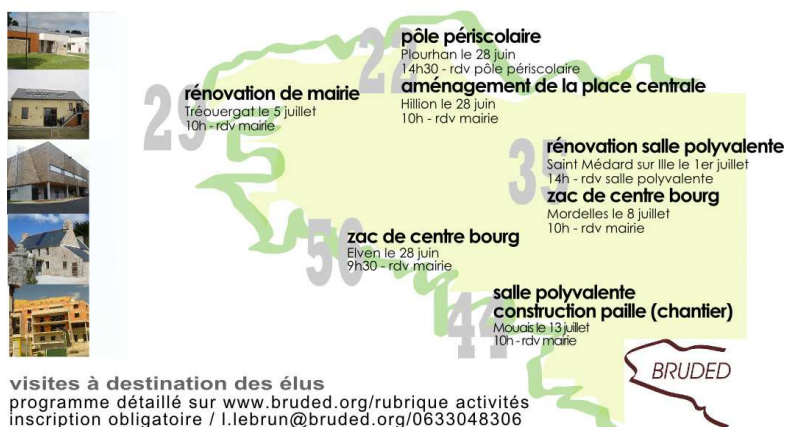 22
pôle périscolaire
Plourhan le 28 juin
14h30 - rdv pôle périscolaire
aménagement de la place centrale
Hillion le 28 juin
10h - rdv mairie
29
rénovation de mairie
Tréouergat le 5 juillet
10h - rdv mairie
35
rénovation salle polyvalente
Saint Médard sur Ille le 1er juillet
14h - rdv salle polyvalente
zac de centre bourg
Mordelles le 8 juillet
10h - rdv mairie
56
zac de centre bourg
Elven le 28 juin
9h30 - rdv mairie
44
salle polyvalente
construction paille (chantier)
Mouais le 13 juillet
10h - rdv mairie
BRUDED
visites à destination des élus
programme détaillé sur www.bruded.org/rubrique activités
inscription obligatoire / l.lebrun@bruded.org/0633048306